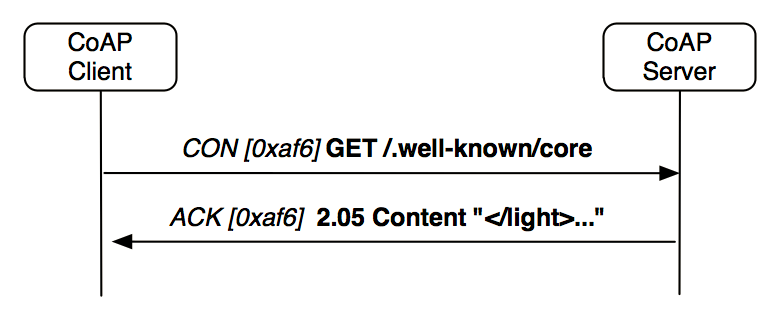 CoAP
Client
CoAP
Server
CON [0xaf6] GET /.well-known/core
ACK [0xaf6] 2.05 Content "</light>..."